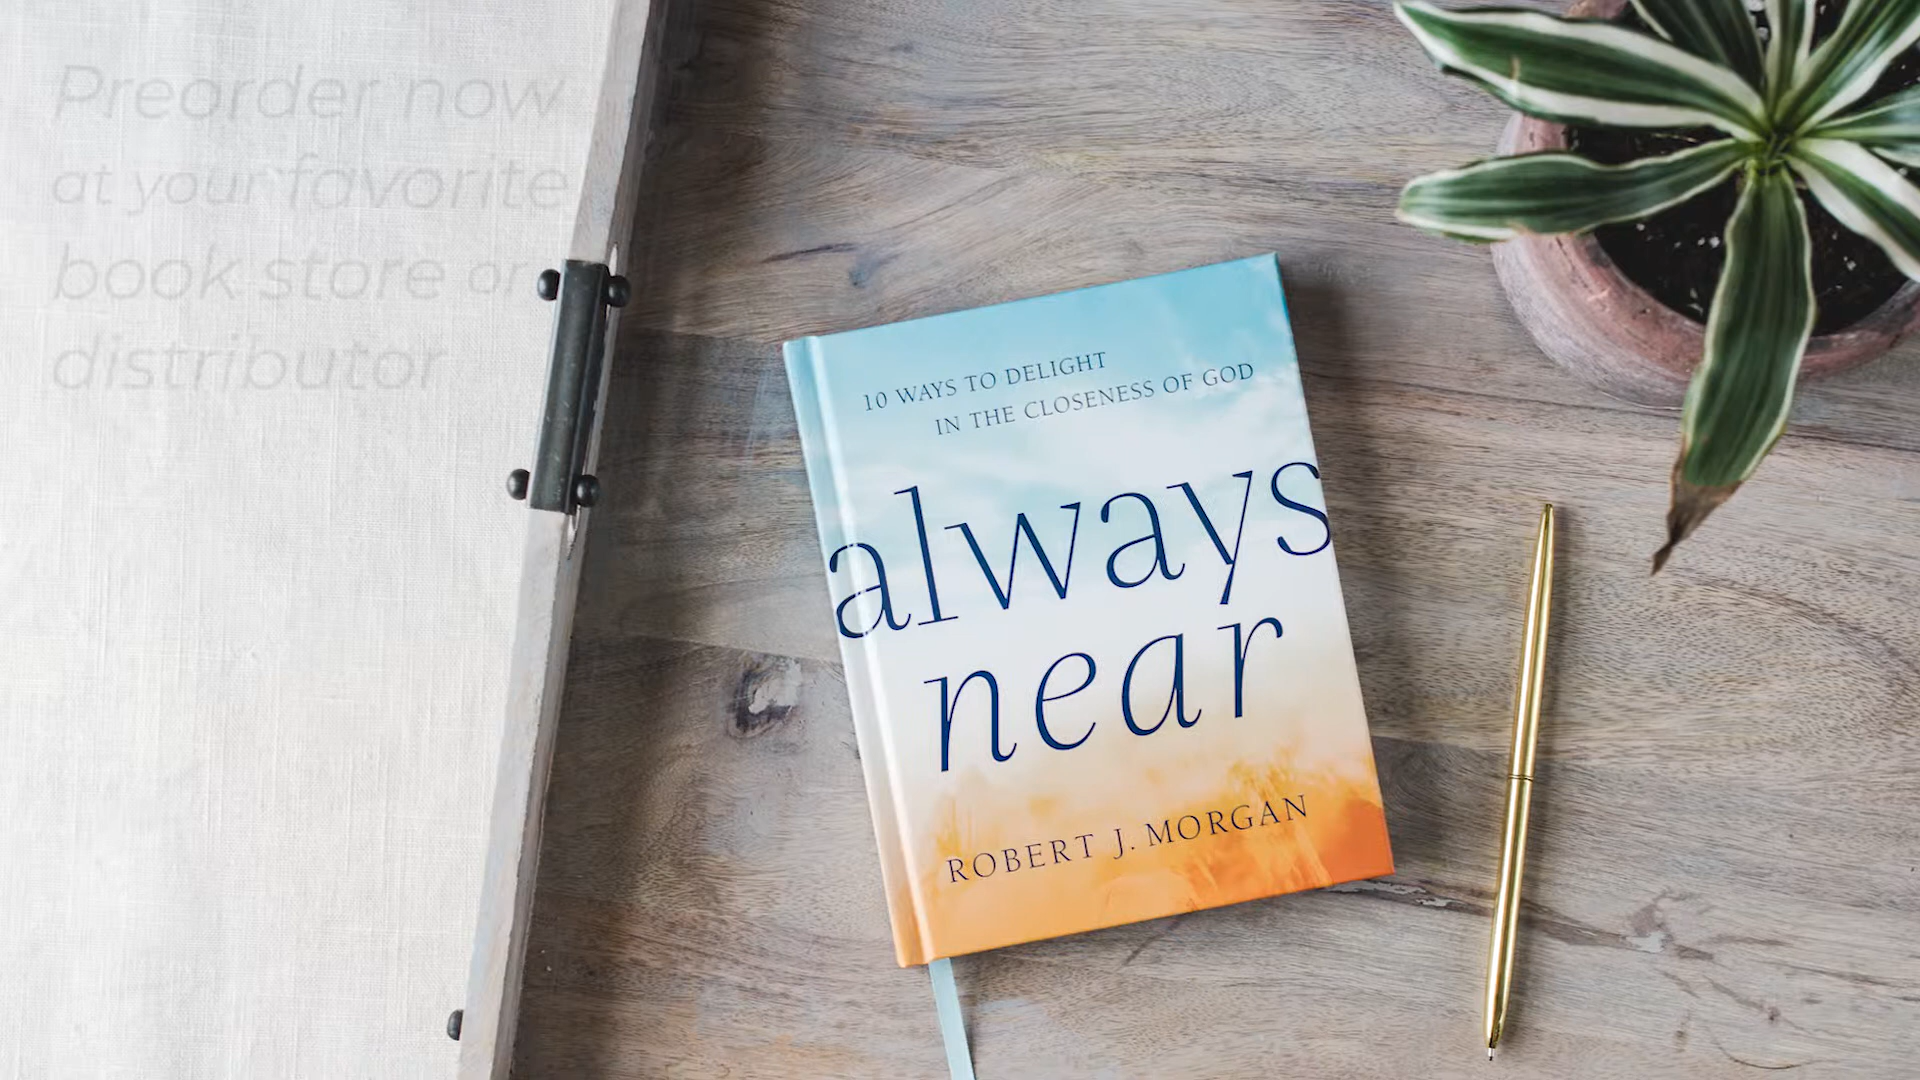 Preorder now
at your favorite
book store or
distributor
10 WAYS TO DELIGHT
IN THE CLOSENESS OF GOD
always
near
ROBERT J. MORGAN